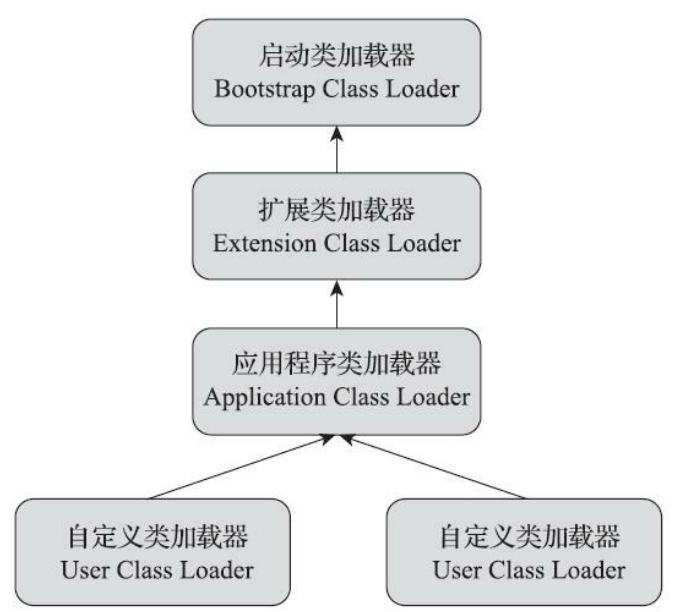 启动类加载器
Bootstrap Class Loader
扩展类加载器
Extension Class Loader
应用程序类加载器
Application Class Loader
自定义类加载器
User Class Loader
自定义类加载器
User Class Loader